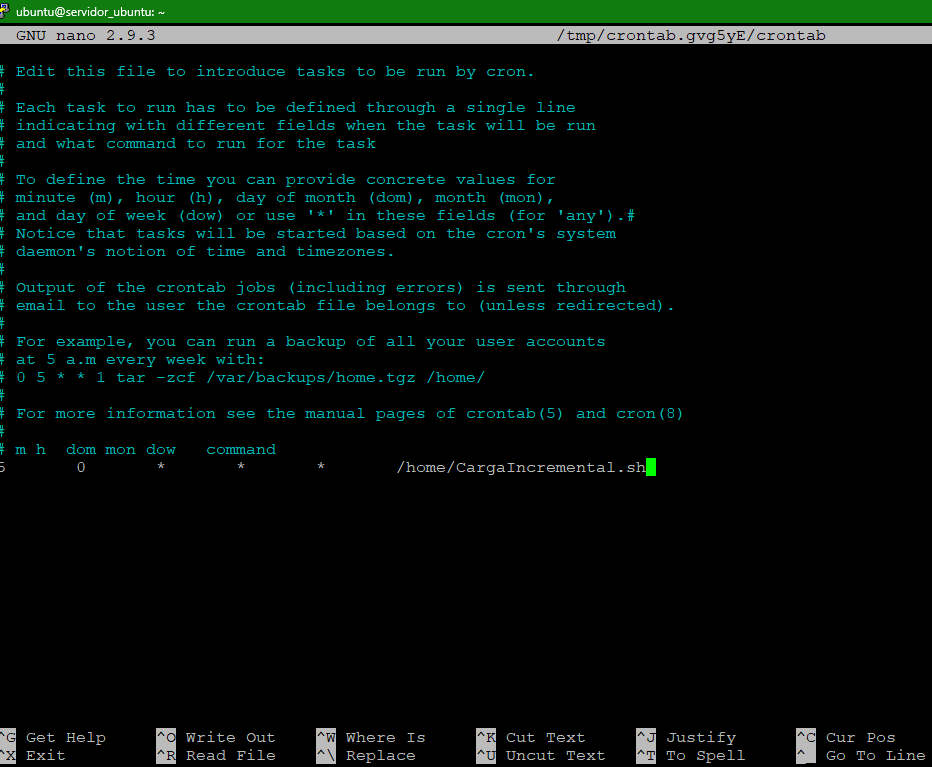 ubuntu@servidor_ubuntu: ~
GNU nano 2.9.3 /tmp/crontab.gvg5yE/crontab
# Edit this file to introduce tasks to be run by cron.
#
# Each task to run has to be defined through a single line
# indicating with different fields when the task will be run
# and what command to run for the task
#
# To define the time you can provide concrete values for
# minute (m), hour (h), day of month (dom), month (mon),
# and day of week (dow) or use '*' in these fields (for 'any').#
# Notice that tasks will be started based on the cron's system
# daemon's notion of time and timezones.
#
# Output of the crontab jobs (including errors) is sent through
# email to the user the crontab file belongs to (unless redirected).
#
# For example, you can run a backup of all your user accounts
# at 5 a.m every week with:
# 0 5 * * 1 tar -zcf /var/backups/home.tgz /home/
#
# For more information see the manual pages of crontab(5) and cron(8)
#
# m h  dom mon dow   command
5 0 * * * /home/CargaIncremental.sh
^G Get Help ^O Write Out ^W Where Is ^K Cut Text ^J Justify ^C Cur Pos
^X Exit ^R Read File ^\ Replace ^U Uncut Text ^T To Spell ^_ Go To Line